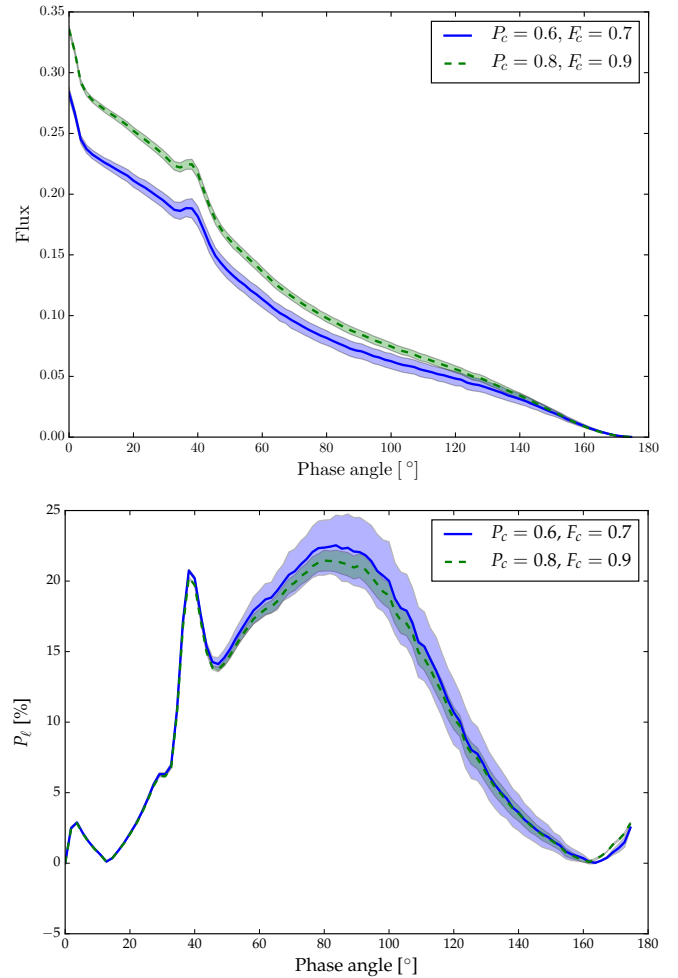 0.35
0.30
0.25
0.20
0.15
0.10
0.05
0.00
Flux
P_c = 0.6, F_c = 0.7
P_c = 0.8, F_c = 0.9
0 20 40 60 80 100 120 140 160 180
Phase angle [°]
25
20
15
10
5
0
−5
P_ℓ [%]
P_c = 0.6, F_c = 0.7
P_c = 0.8, F_c = 0.9
0 20 40 60 80 100 120 140 160 180
Phase angle [°]